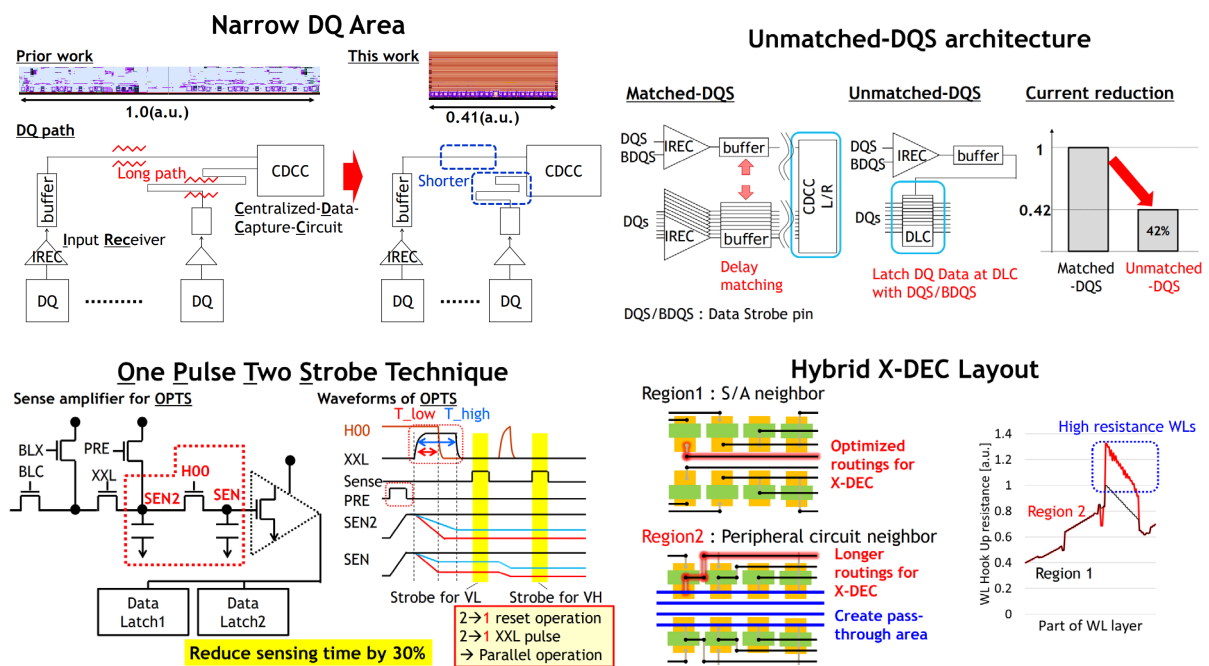 Narrow DQ Area
Prior work
This work
1.0(a.u.)
0.41(a.u.)
DQ path
Long path
CDCC
Shorter
CDCC
buffer
buffer
Centralized-Data-
Capture-Circuit
Input Receiver
IREC
IREC
DQ
DQ
DQ
DQ
Unmatched-DQS architecture
Matched-DQS
Unmatched-DQS
Current reduction
DQS
BDQS
IREC
buffer
DQS
BDQS
IREC
buffer
CDCC
L/R
DQs
IREC
buffer
DQs
DLC
Delay
matching
Latch DQ Data at DLC
with DQS/BDQS
DQS/BDQS : Data Strobe pin
1
0.42
42%
Matched
-DQS
Unmatched
-DQS
One Pulse Two Strobe Technique
Sense amplifier for OPTS
Waveforms of OPTS
BLX
BLC
PRE
XXL
H00
SEN2
SEN
Data
Latch1
Data
Latch2
T_low
T_high
H00
XXL
Sense
PRE
SEN2
SEN
Strobe for VL
Strobe for VH
2→1 reset operation
2→1 XXL pulse
→ Parallel operation
Reduce sensing time by 30%
Hybrid X-DEC Layout
Region1 : S/A neighbor
Optimized
routings for
X-DEC
Region2 : Peripheral circuit neighbor
Longer
routings for
X-DEC
Create pass-
through area
High resistance WLs
WL Hook Up resistance [a.u.]
1.4
1.2
1
0.8
0.6
0.4
0.2
0
Region 2
Region 1
Part of WL layer